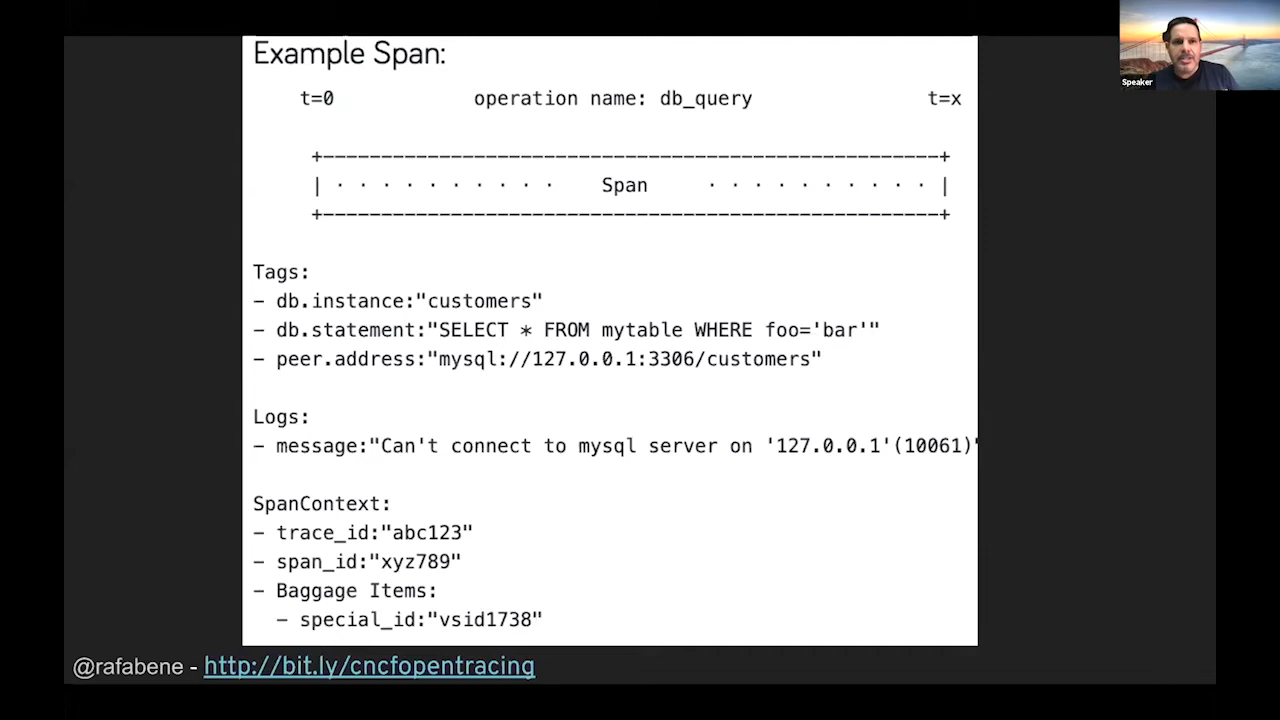 Example Span:
t=0 operation name: db_query t=x
+–––––––––––––––––––––––––––––––––––––––––––––––––––––+
| · · · · · · · · · · Span · · · · · · · · · · |
+–––––––––––––––––––––––––––––––––––––––––––––––––––––+
Tags:
- db.instance:"customers"
- db.statement:"SELECT * FROM mytable WHERE foo='bar'"
- peer.address:"mysql://127.0.0.1:3306/customers"
Logs:
- message:"Can't connect to mysql server on '127.0.0.1'(10061)"
SpanContext:
- trace_id:"abc123"
- span_id:"xyz789"
- Baggage Items:
- special_id:"vsid1738"
@rafabene - http://bit.ly/cncfopentracing
Speaker